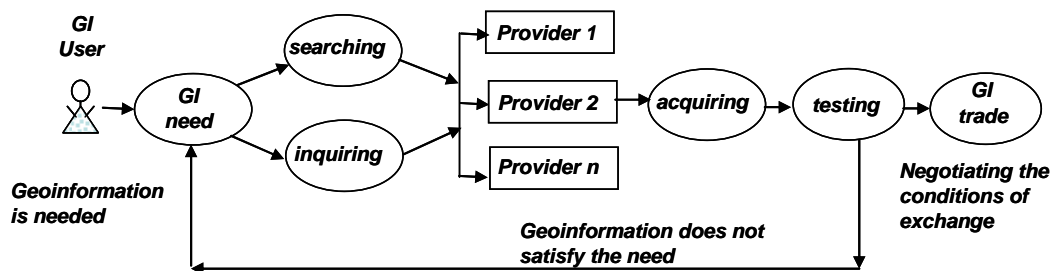 GI
User
GI
need
searching
inquiring
Provider 1
Provider 2
Provider n
acquiring
testing
GI
trade
Geoinformation
is needed
Negotiating the
conditions of
exchange
Geoinformation does not
satisfy the need